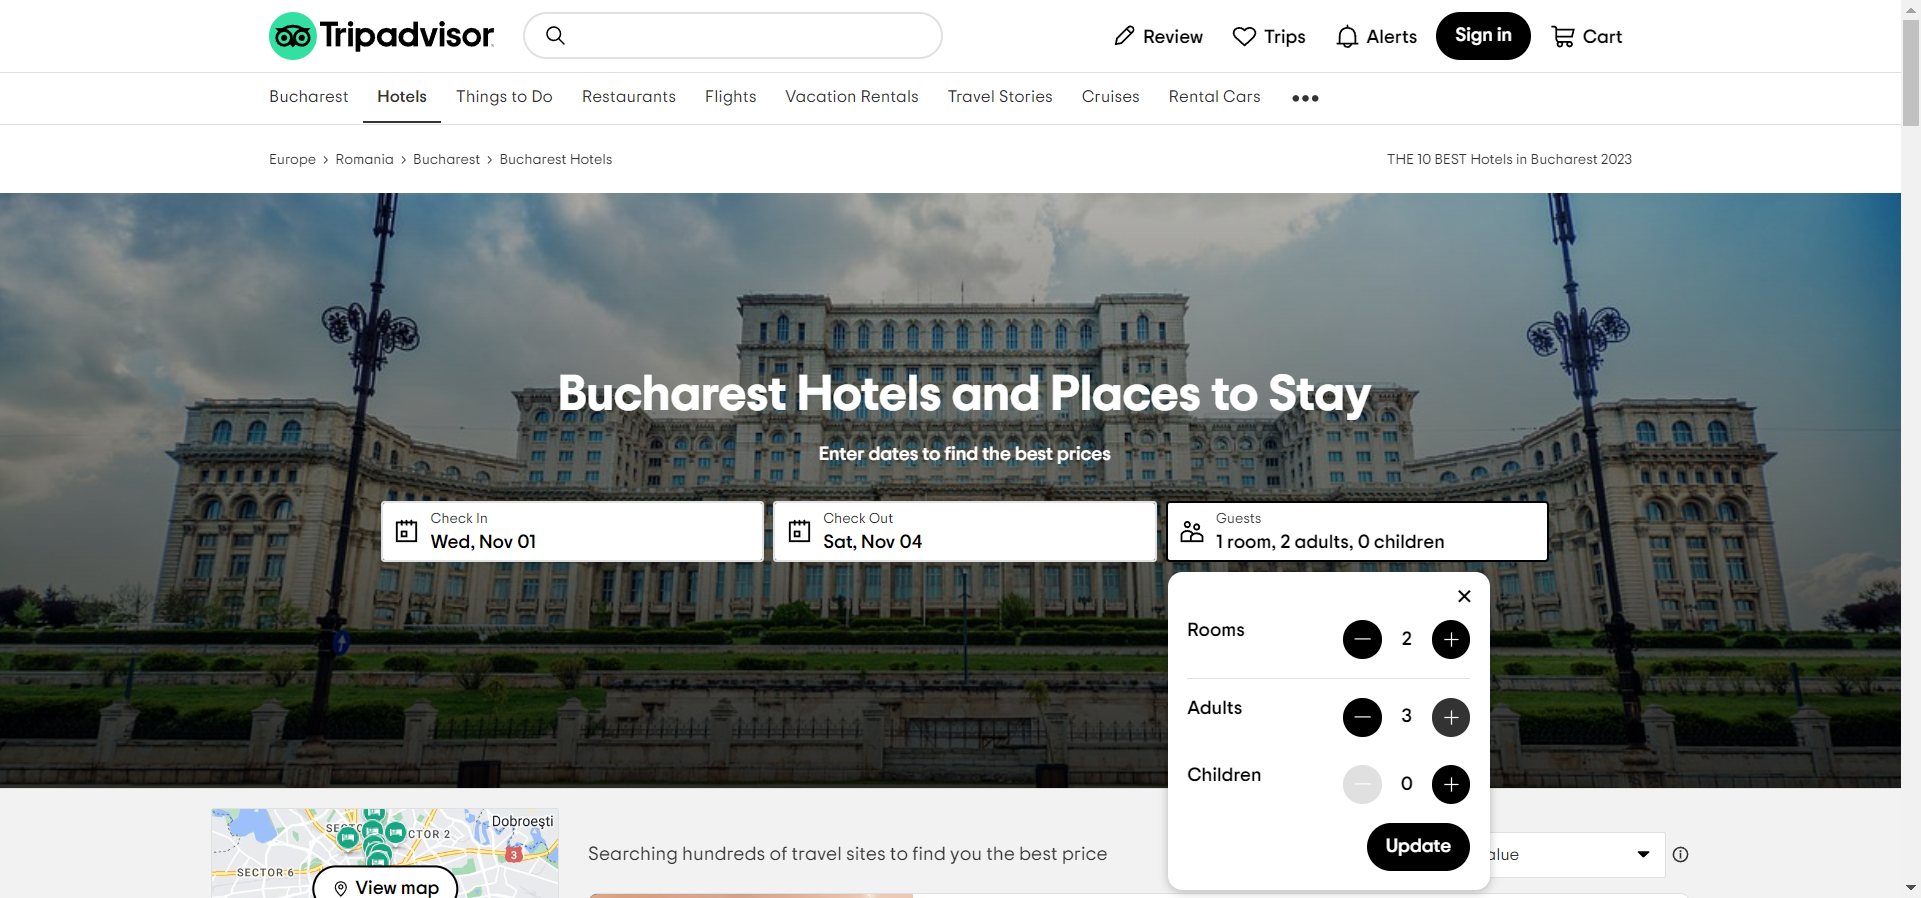 Tripadvisor
Review
Trips
Alerts
Sign in
Cart
Bucharest
Hotels
Things to Do
Restaurants
Flights
Vacation Rentals
Travel Stories
Cruises
Rental Cars
Europe › Romania › Bucharest › Bucharest Hotels
THE 10 BEST Hotels in Bucharest 2023
Bucharest Hotels and Places to Stay
Enter dates to find the best prices
Check In
Wed, Nov 01
Check Out
Sat, Nov 04
Guests
1 room, 2 adults, 0 children
Rooms
2
Adults
3
Children
0
Update
Dobroești
CTOR 2
3
SECTOR 6
View map
Searching hundreds of travel sites to find you the best price